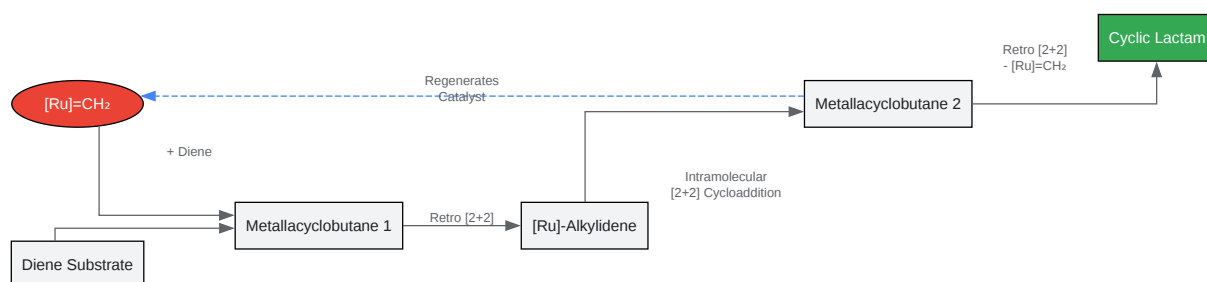 Cyclic Lactam
Retro [2+2]
- [Ru]=CH₂
Regenerates
Catalyst
[Ru]=CH₂
Metallacyclobutane 2
+ Diene
Intramolecular
[2+2] Cycloaddition
Metallacyclobutane 1
Retro [2+2]
[Ru]-Alkylidene
Diene Substrate